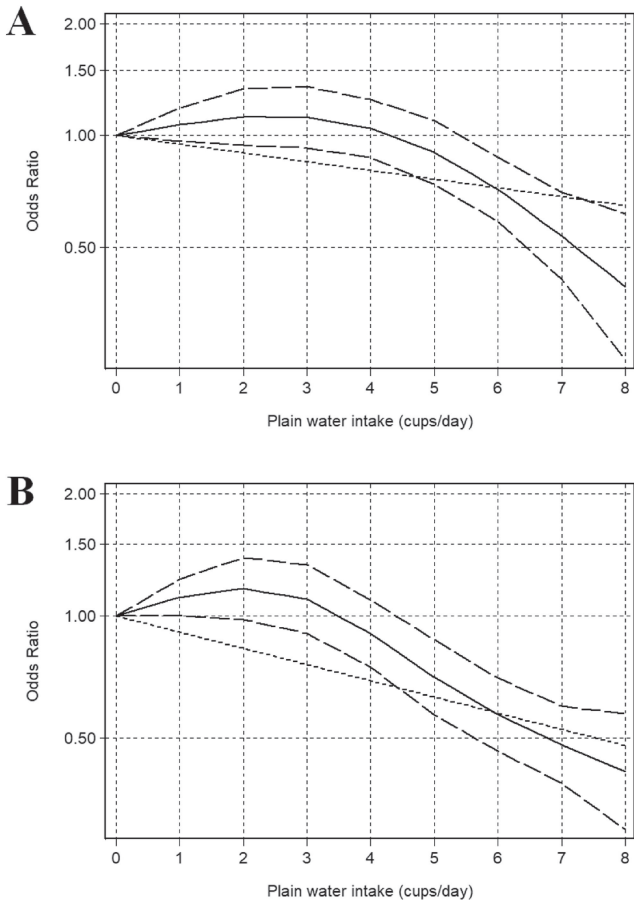 A
2.00
1.50
1.00
0.50
Odds Ratio
0 1 2 3 4 5 6 7 8
Plain water intake (cups/day)
B
2.00
1.50
1.00
0.50
Odds Ratio
0 1 2 3 4 5 6 7 8
Plain water intake (cups/day)